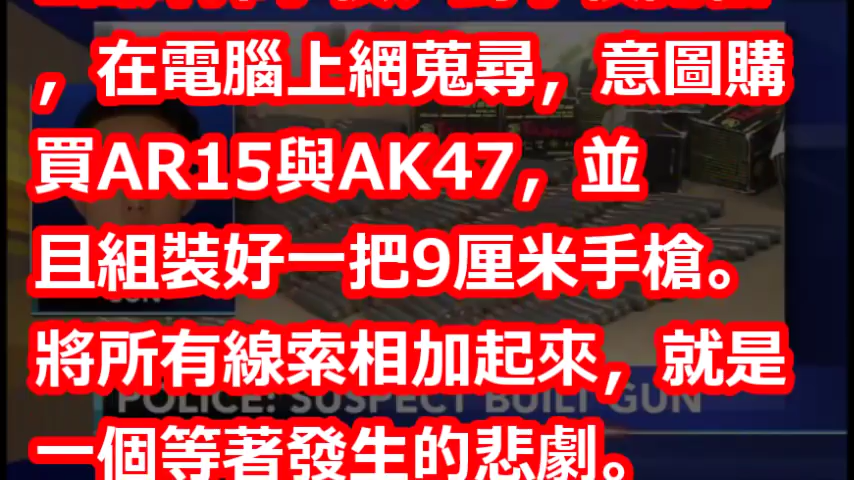 ，在電腦上網蒐尋，意圖購
買AR15與AK47，並
且組裝好一把9厘米手槍。
將所有線索相加起來，就是
POLICE: SUSPECT BUILT GUN
一個等著發生的悲劇。